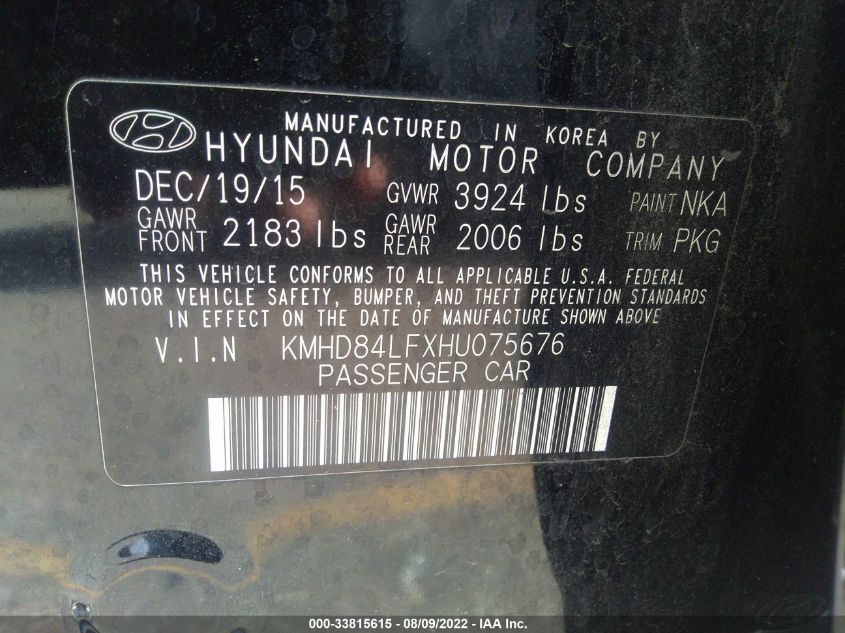 MANUFACTURED IN KOREA BY
HYUNDAI MOTOR COMPANY
DEC/19/15 GVWR 3924 lbs PAINT NKA
GAWR FRONT 2183 lbs GAWR REAR 2006 lbs TRIM PKG
THIS VEHICLE CONFORMS TO ALL APPLICABLE U.S.A. FEDERAL
MOTOR VEHICLE SAFETY, BUMPER, AND THEFT PREVENTION STANDARDS
IN EFFECT ON THE DATE OF MANUFACTURE SHOWN ABOVE
V.I.N KMHD84LFXHU075676
PASSENGER CAR
000-33815615 - 08/09/2022 - IAA Inc.